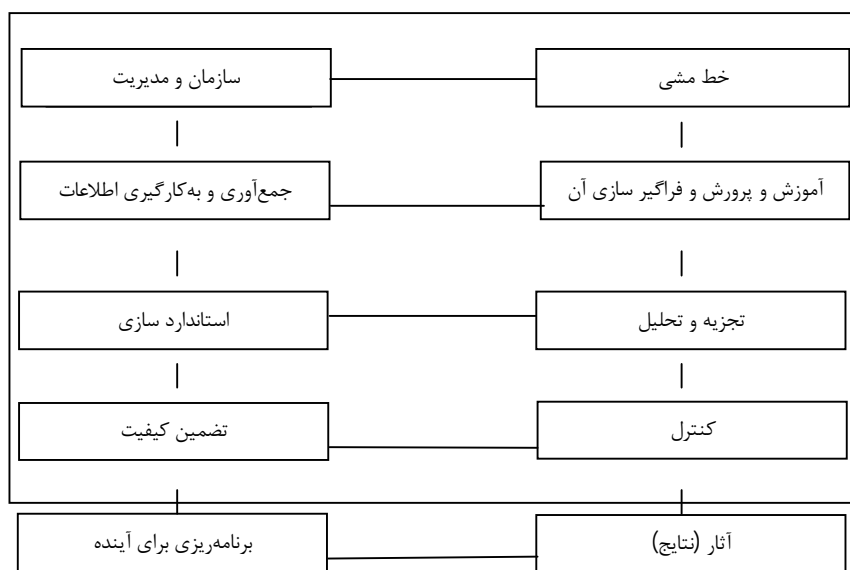 خط مشی
سازمان و مدیریت
آموزش و پرورش و فراگیر سازی آن
جمع‌آوری و به‌کارگیری اطلاعات
تجزیه و تحلیل
استاندارد سازی
کنترل
تضمین کیفیت
آثار (نتایج)
برنامه‌ریزی برای آینده